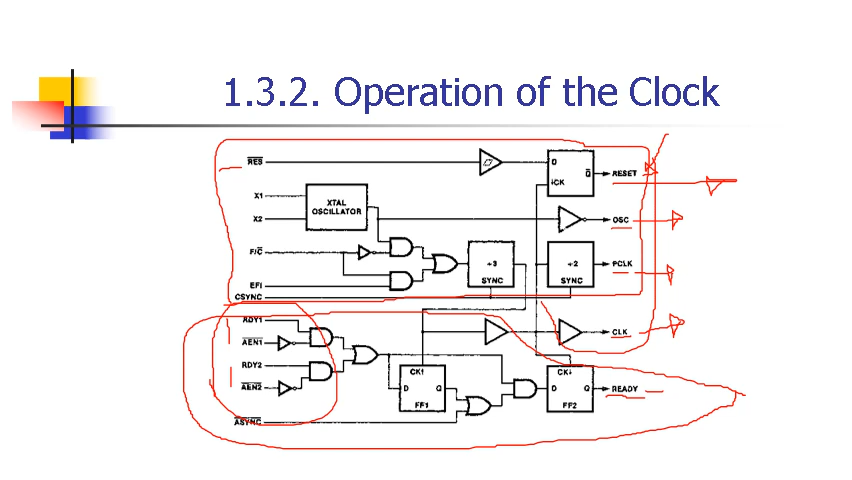 1.3.2. Operation of the Clock
RES
D
Q
CK
RESET
X1
X2
XTAL
OSCILLATOR
OSC
F/C
÷3
SYNC
÷2
SYNC
PCLK
EFI
CSYNC
RDY1
AEN1
CLK
RDY2
AEN2
CK
D
Q
FF1
CK
D
Q
FF2
READY
ASYNC